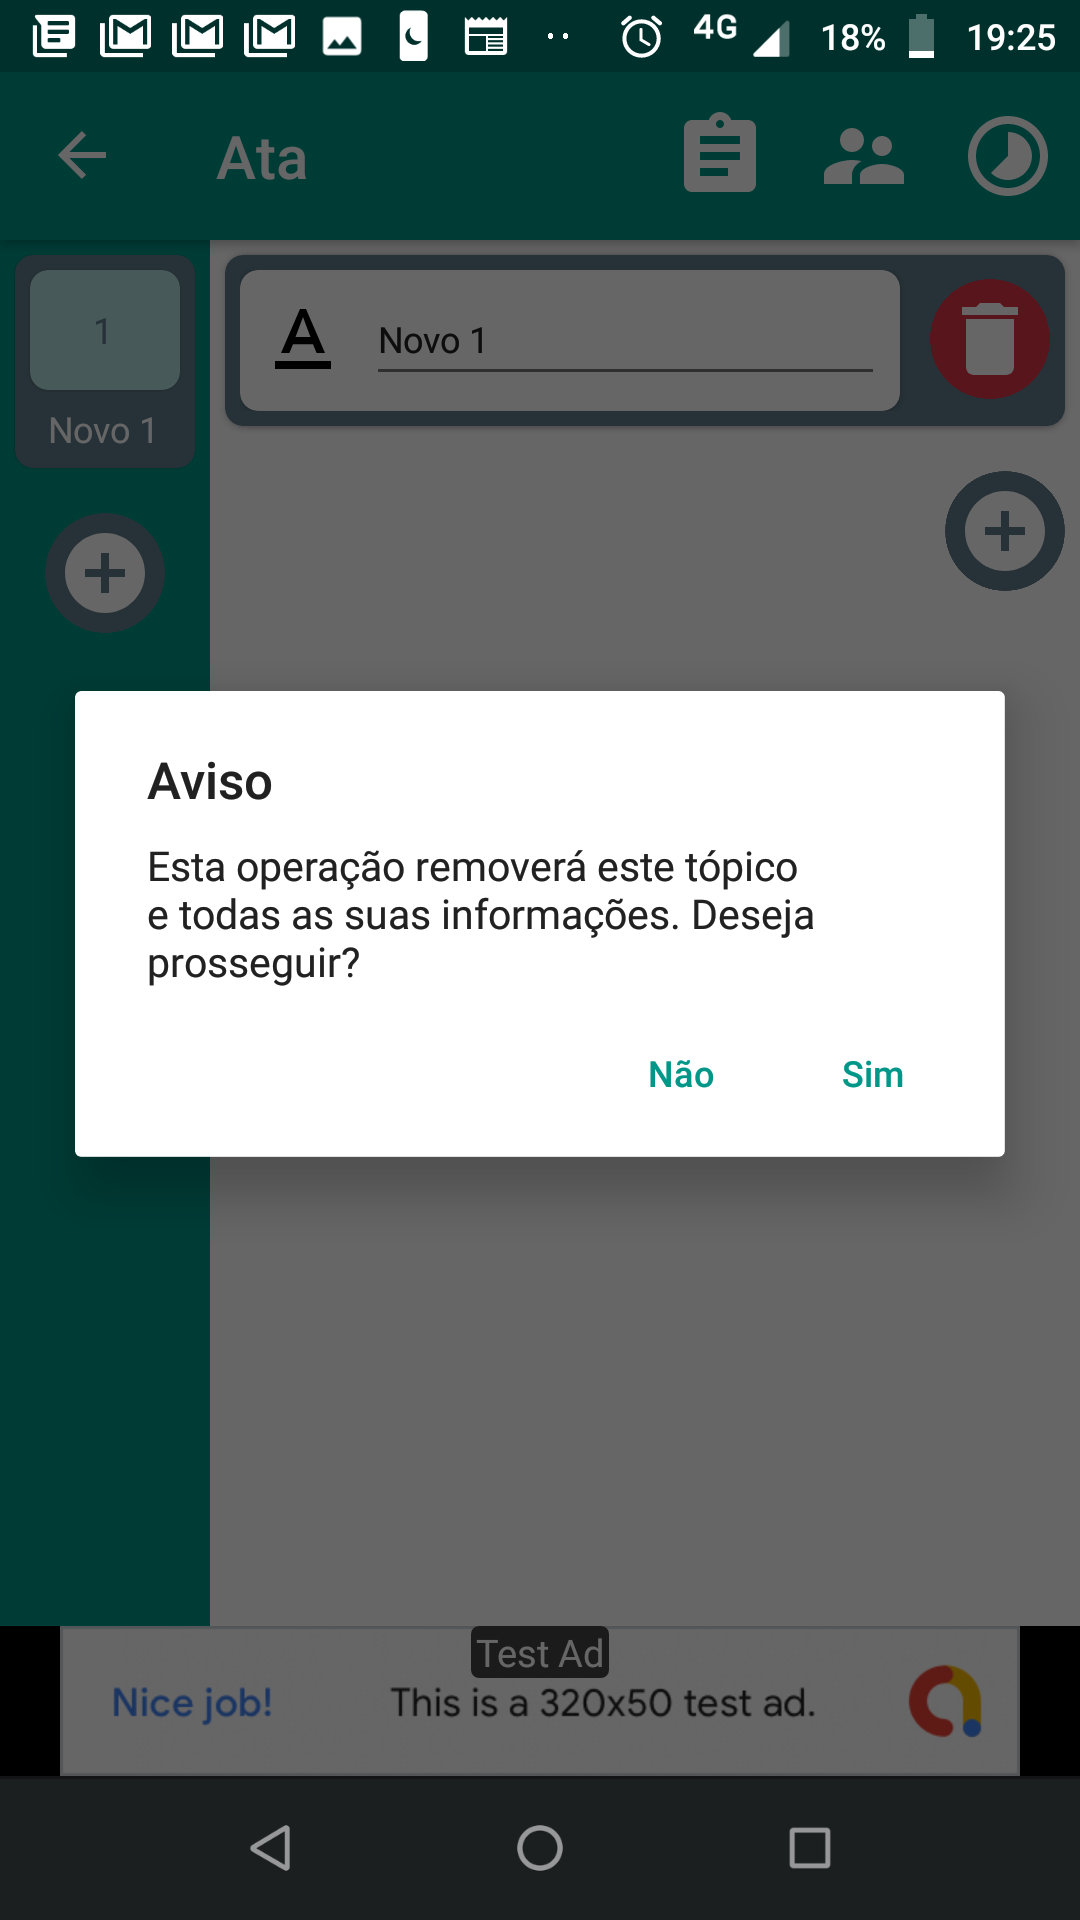 4G 18% 19:25
Ata
1
A Novo 1
Novo 1
Aviso
Esta operação removerá este tópico
e todas as suas informações. Deseja
prosseguir?
Não Sim
Test Ad
Nice job! This is a 320x50 test ad.